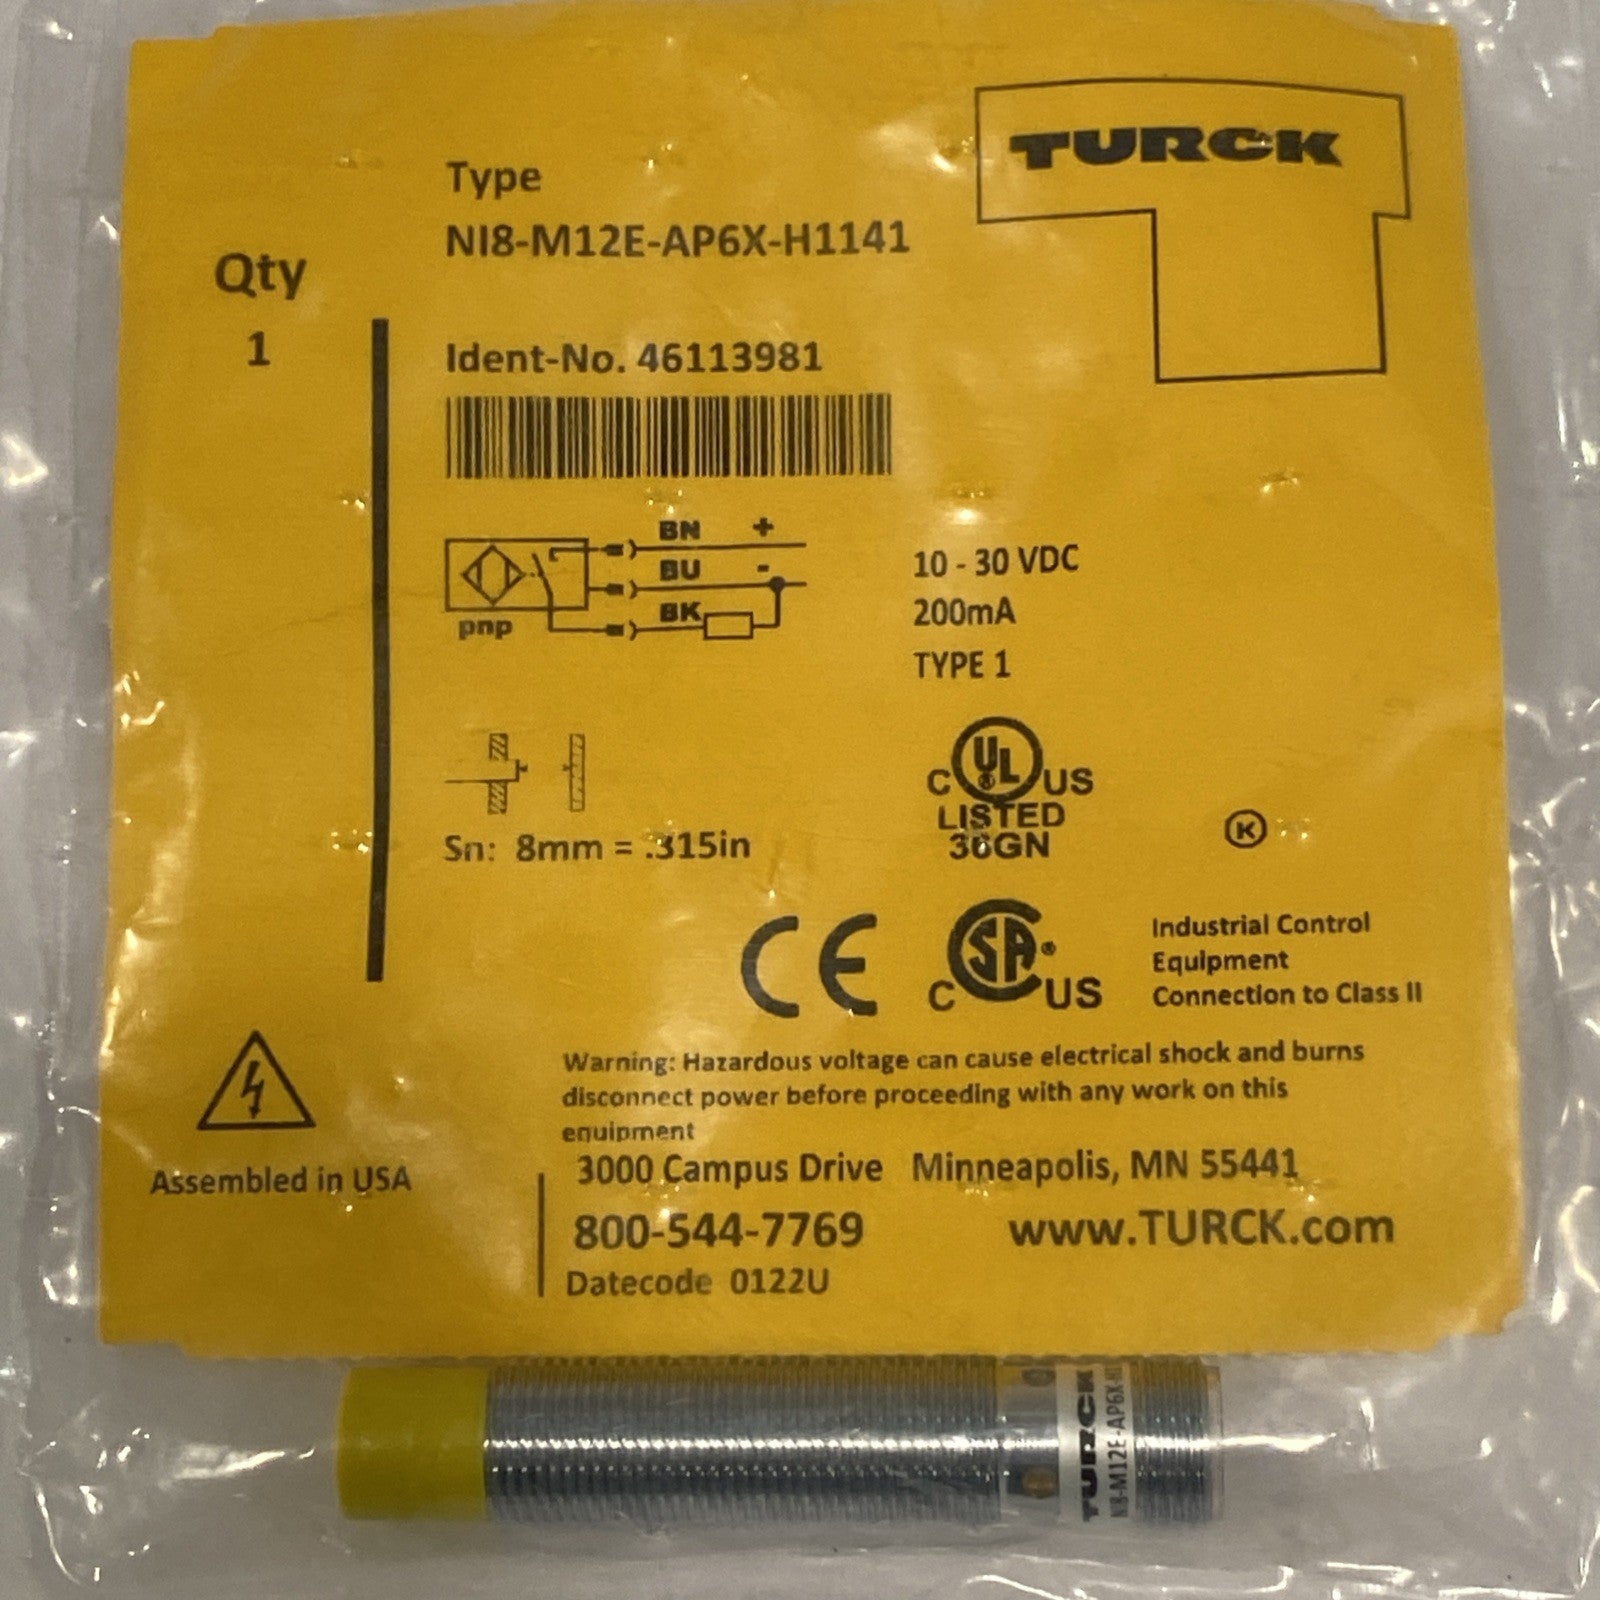 TURCK
Type
NI8-M12E-AP6X-H1141
Qty
1
Ident-No. 46113981
BN +
BU -
BK
pnp
10 - 30 VDC
200mA
TYPE 1
Sn: 8mm = .315in
C UL US
LISTED
36GN
K
CE
C SA US
Industrial Control
Equipment
Connection to Class II
Warning: Hazardous voltage can cause electrical shock and burns
disconnect power before proceeding with any work on this
equipment
Assembled in USA
3000 Campus Drive Minneapolis, MN 55441
800-544-7769 www.TURCK.com
Datecode 0122U
TURCK
NI8-M12E-AP6X-H1